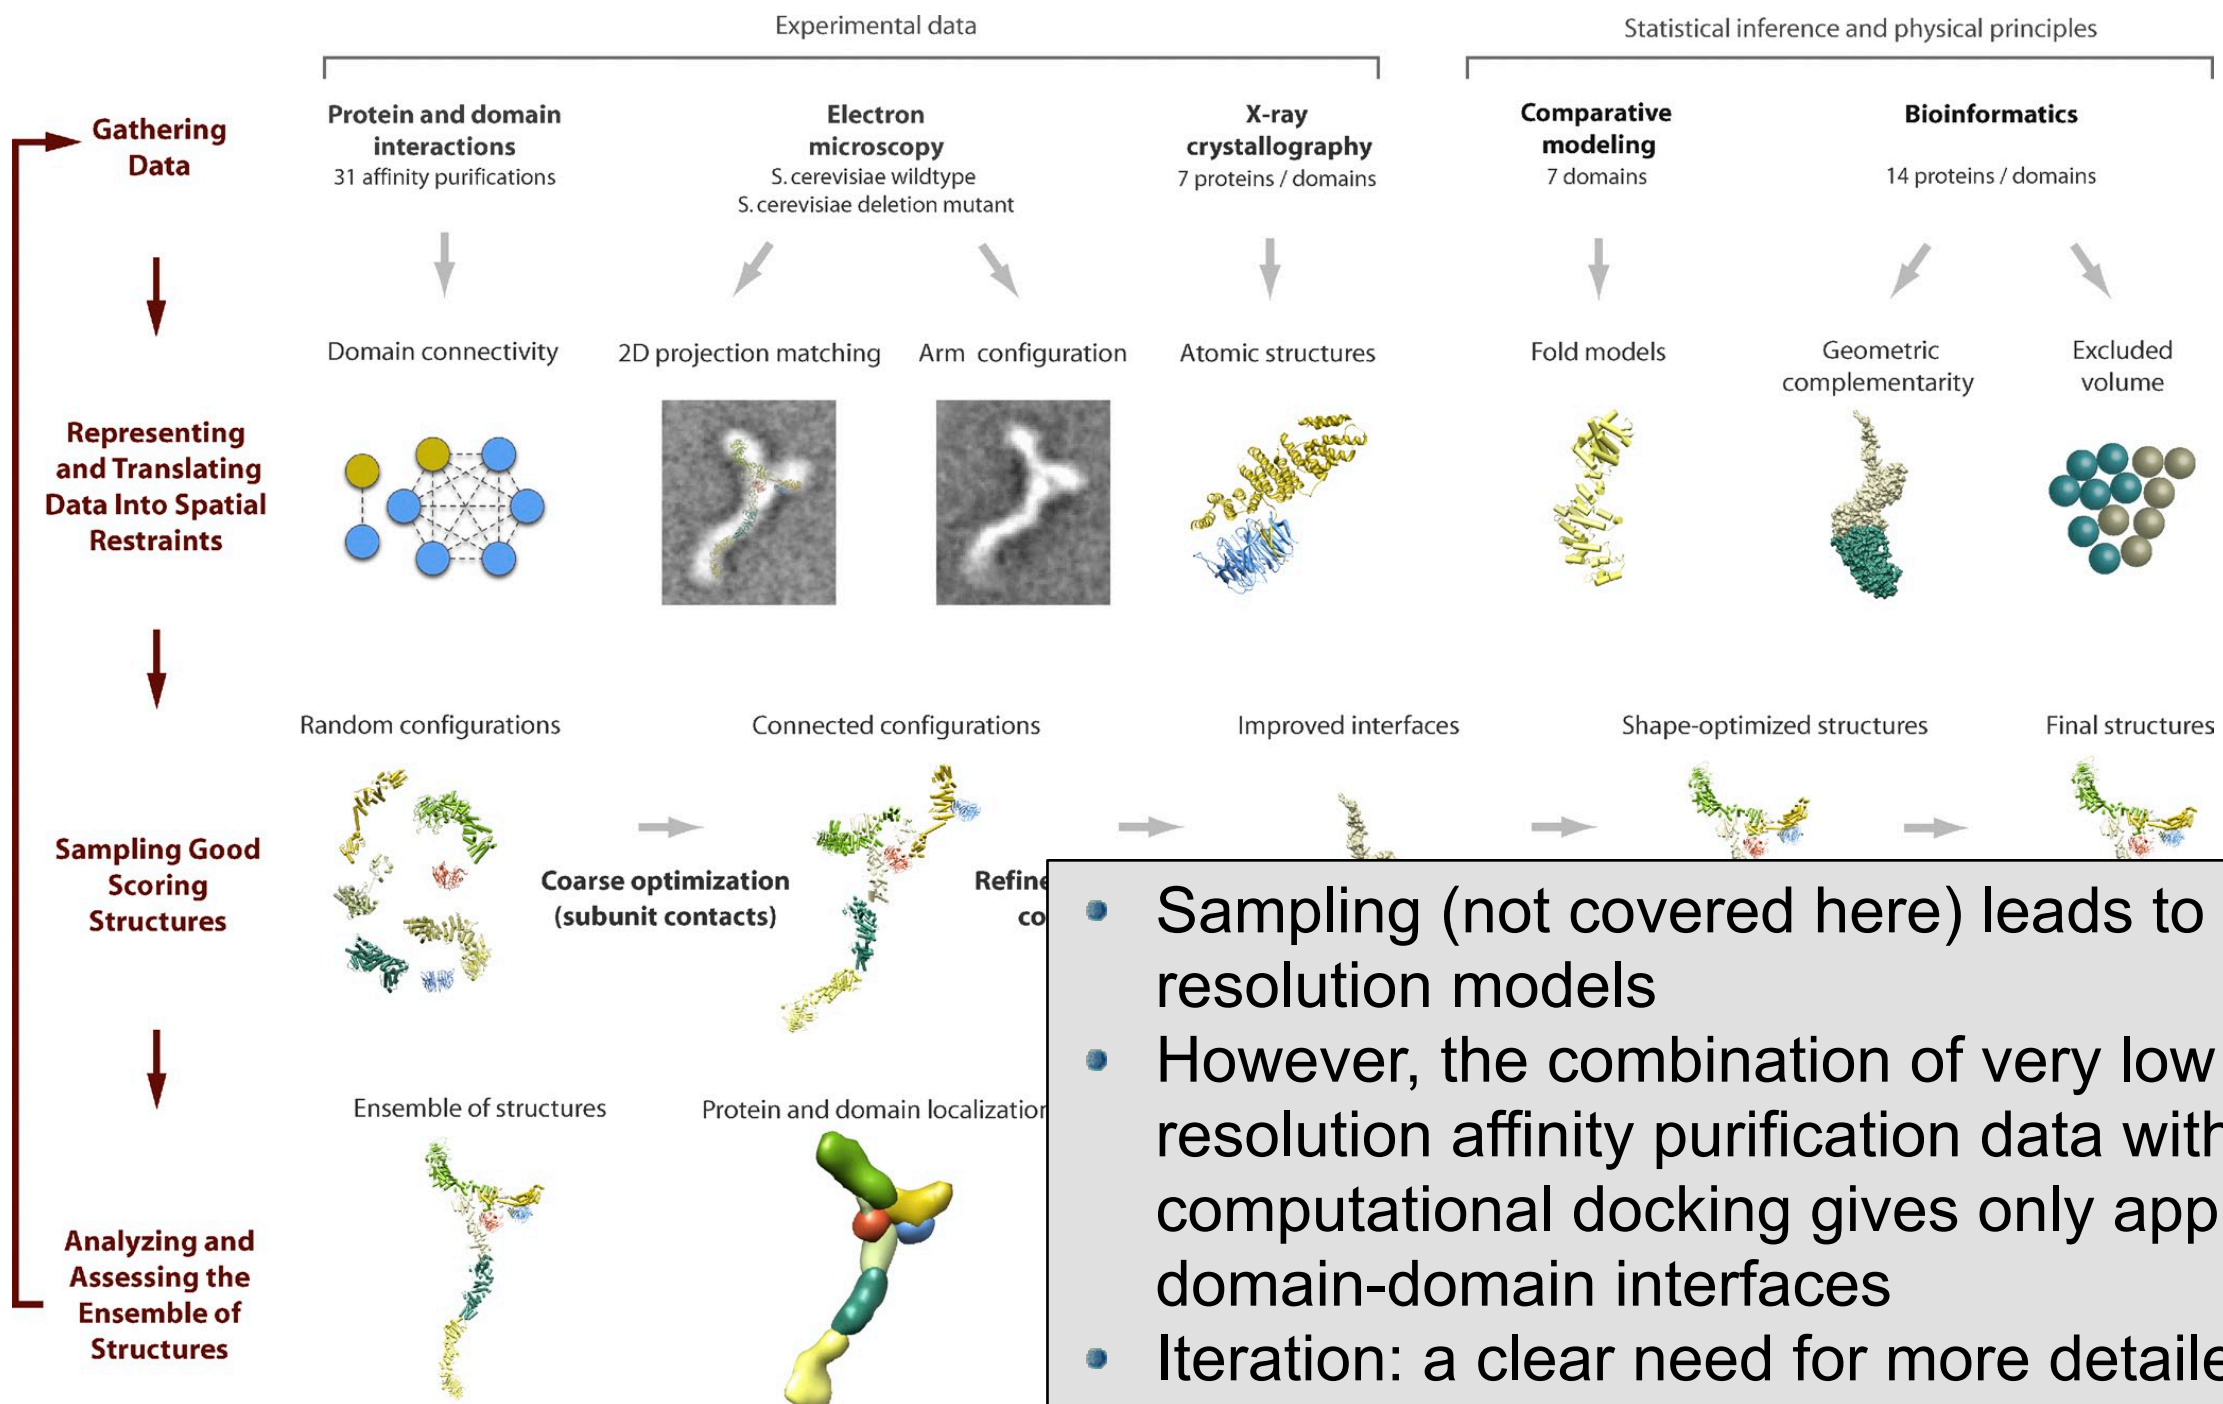 Experimental data
Statistical inference and physical principles
Gathering
Data
Protein and domain
interactions
31 affinity purifications
Electron
microscopy
S. cerevisiae wildtype
S. cerevisiae deletion mutant
X-ray
crystallography
7 proteins / domains
Comparative
modeling
7 domains
Bioinformatics
14 proteins / domains
Representing
and Translating
Data Into Spatial
Restraints
Domain connectivity
2D projection matching
Arm configuration
Atomic structures
Fold models
Geometric
complementarity
Excluded
volume
Sampling Good
Scoring
Structures
Random configurations
Connected configurations
Improved interfaces
Shape-optimized structures
Final structures
Coarse optimization
(subunit contacts)
Analyzing and
Assessing the
Ensemble of
Structures
Ensemble of structures
Protein and domain localization
Sampling (not covered here) leads to
resolution models
However, the combination of very low
resolution affinity purification data with
computational docking gives only
domain-domain interfaces
Iteration: a clear need for more